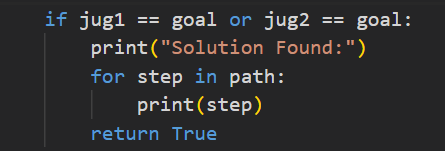 if jug1 == goal or jug2 == goal:
    print("Solution Found:")
    for step in path:
        print(step)
    return True